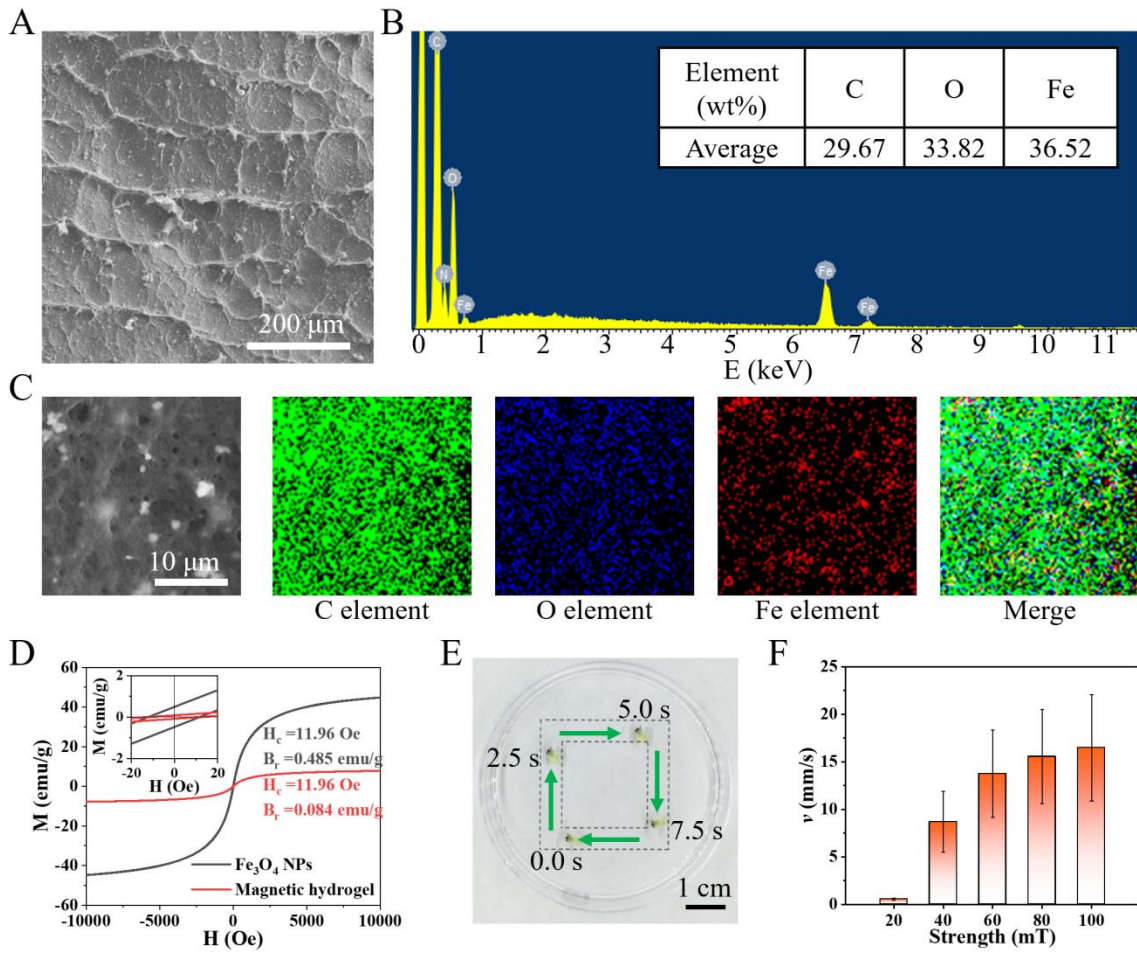 A
200 μm
B
C
O
N
Fe
Fe
Fe
Element (wt%) C O Fe
Average 29.67 33.82 36.52
0 1 2 3 4 5 6 7 8 9 10 11
E (keV)
C
10 μm
C element
O element
Fe element
Merge
D
M (emu/g)
60
40
20
0
-20
-40
-60
M (emu/g)
2
1
0
-1
-2
-20 0 20
H (Oe)
Hc =11.96 Oe
Br =0.485 emu/g
Hc =11.96 Oe
Br =0.084 emu/g
Fe3O4 NPs
Magnetic hydrogel
-10000 -5000 0 5000 10000
H (Oe)
E
5.0 s
2.5 s
7.5 s
0.0 s
1 cm
F
v (mm/s)
25
20
15
10
5
0
20 40 60 80 100
Strength (mT)